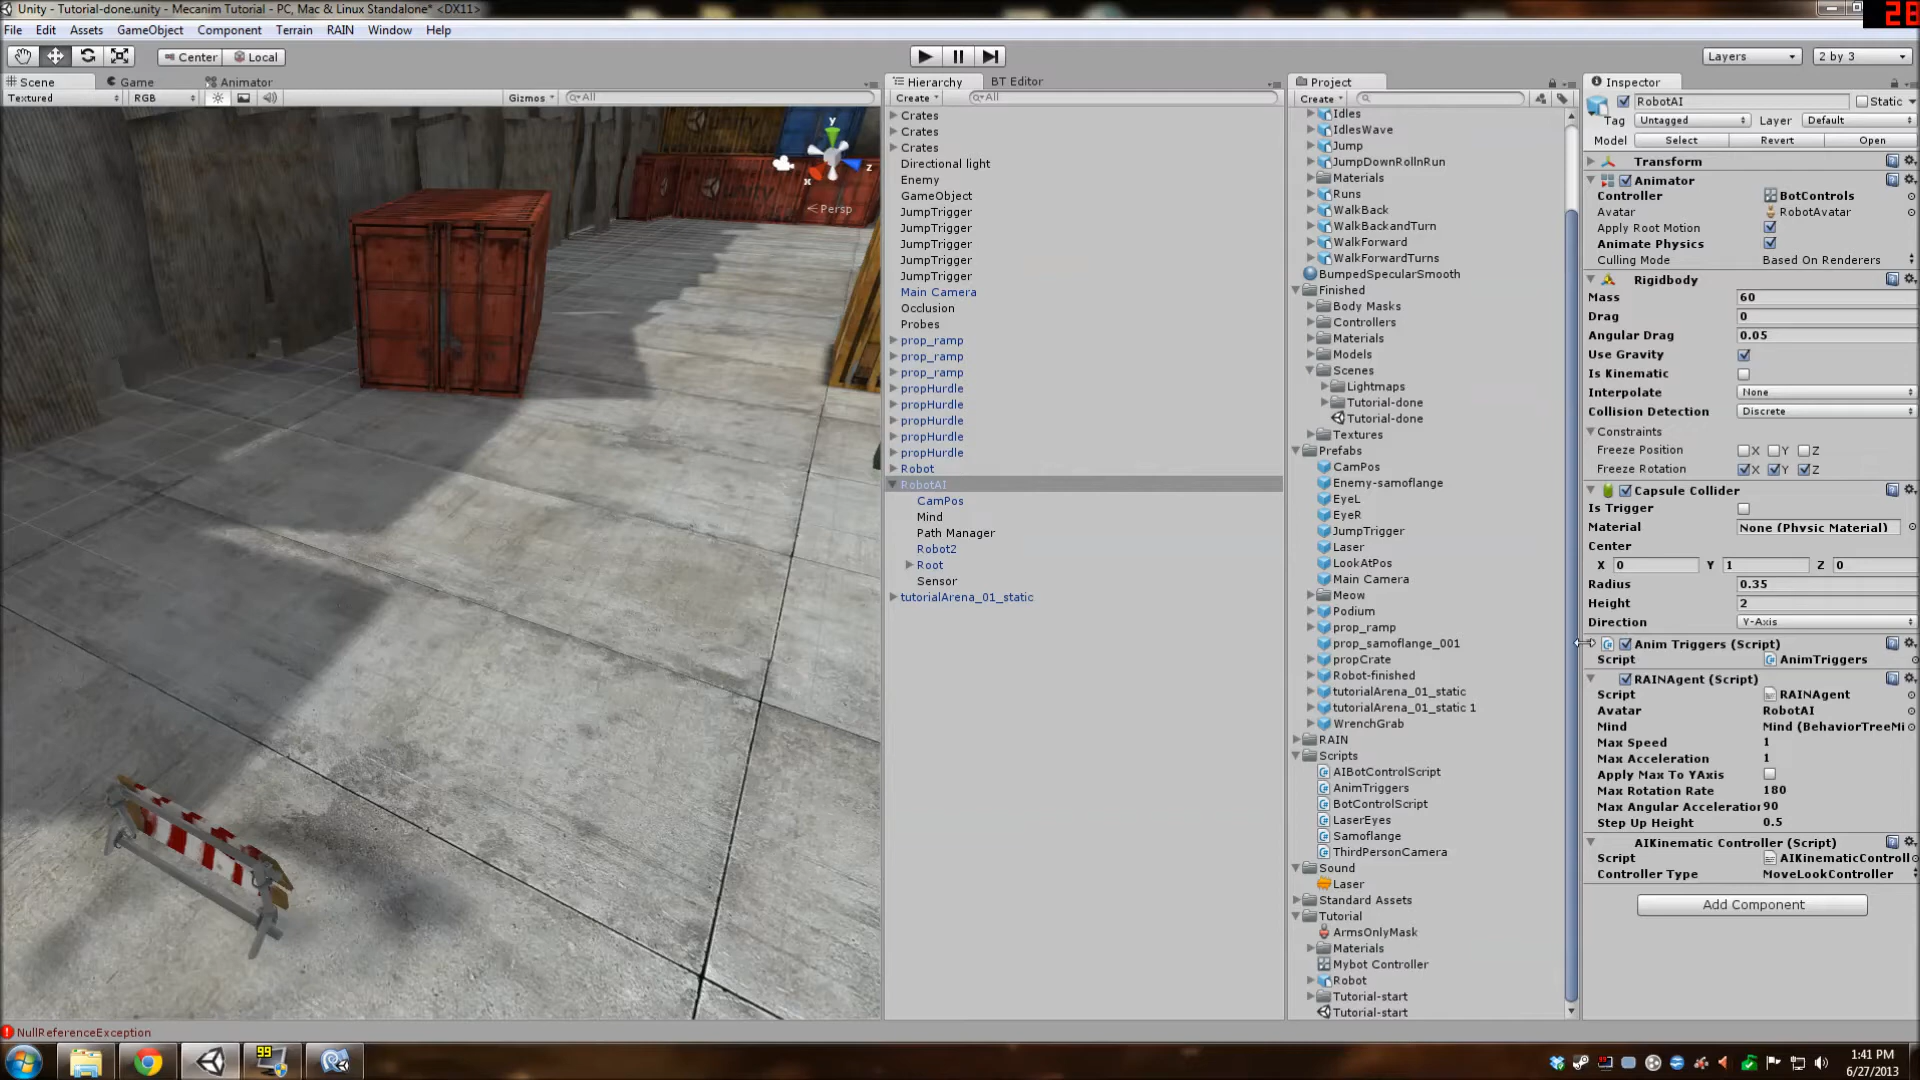 Unity - Tutorial-done.unity - Mecanim Tutorial - PC, Mac & Linux Standalone* <DX11>
28
File Edit Assets GameObject Component Terrain RAIN Window Help
Center Local
Layers
2 by 3
Scene Game Animator
Textured RGB Gizmos All
Persp
y
x
z
unity
Hierarchy BT Editor
Create All
Crates
Crates
Crates
Directional light
Enemy
GameObject
JumpTrigger
JumpTrigger
JumpTrigger
JumpTrigger
JumpTrigger
Main Camera
Occlusion
Probes
prop_ramp
prop_ramp
prop_ramp
propHurdle
propHurdle
propHurdle
propHurdle
propHurdle
Robot
RobotAI
CamPos
Mind
Path Manager
Robot2
Root
Sensor
tutorialArena_01_static
Project
Create
Idles
IdlesWave
Jump
JumpDownRollnRun
Materials
Runs
WalkBack
WalkBackandTurn
WalkForward
WalkForwardTurns
BumpedSpecularSmooth
Finished
Body Masks
Controllers
Materials
Models
Scenes
Lightmaps
Tutorial-done
Tutorial-done
Textures
Prefabs
CamPos
Enemy-samoflange
EyeL
EyeR
JumpTrigger
Laser
LookAtPos
Main Camera
Meow
Podium
prop_ramp
prop_samoflange_001
propCrate
Robot-finished
tutorialArena_01_static
tutorialArena_01_static 1
WrenchGrab
RAIN
Scripts
AIBotControlScript
AnimTriggers
BotControlScript
LaserEyes
Samoflange
ThirdPersonCamera
Sound
Laser
Standard Assets
Tutorial
ArmsOnlyMask
Materials
Mybot Controller
Robot
Tutorial-start
Tutorial-start
Inspector
RobotAI Static
Tag Untagged Layer Default
Model Select Revert Open
Transform
Animator
Controller BotControls
Avatar RobotAvatar
Apply Root Motion
Animate Physics
Culling Mode Based On Renderers
Rigidbody
Mass 60
Drag 0
Angular Drag 0.05
Use Gravity
Is Kinematic
Interpolate None
Collision Detection Discrete
Constraints
Freeze Position X Y Z
Freeze Rotation X Y Z
Capsule Collider
Is Trigger
Material None (Physic Material)
Center
X 0 Y 1 Z 0
Radius 0.35
Height 2
Direction Y-Axis
Anim Triggers (Script)
Script AnimTriggers
RAINAgent (Script)
Script RAINAgent
Avatar RobotAI
Mind Mind (BehaviorTreeMi
Max Speed 1
Max Acceleration 1
Apply Max To YAxis
Max Rotation Rate 180
Max Angular Acceleration 90
Step Up Height 0.5
AIKinematic Controller (Script)
Script AIKinematicControll
Controller Type MoveLookController
Add Component
NullReferenceException
99
1:41 PM
6/27/2013